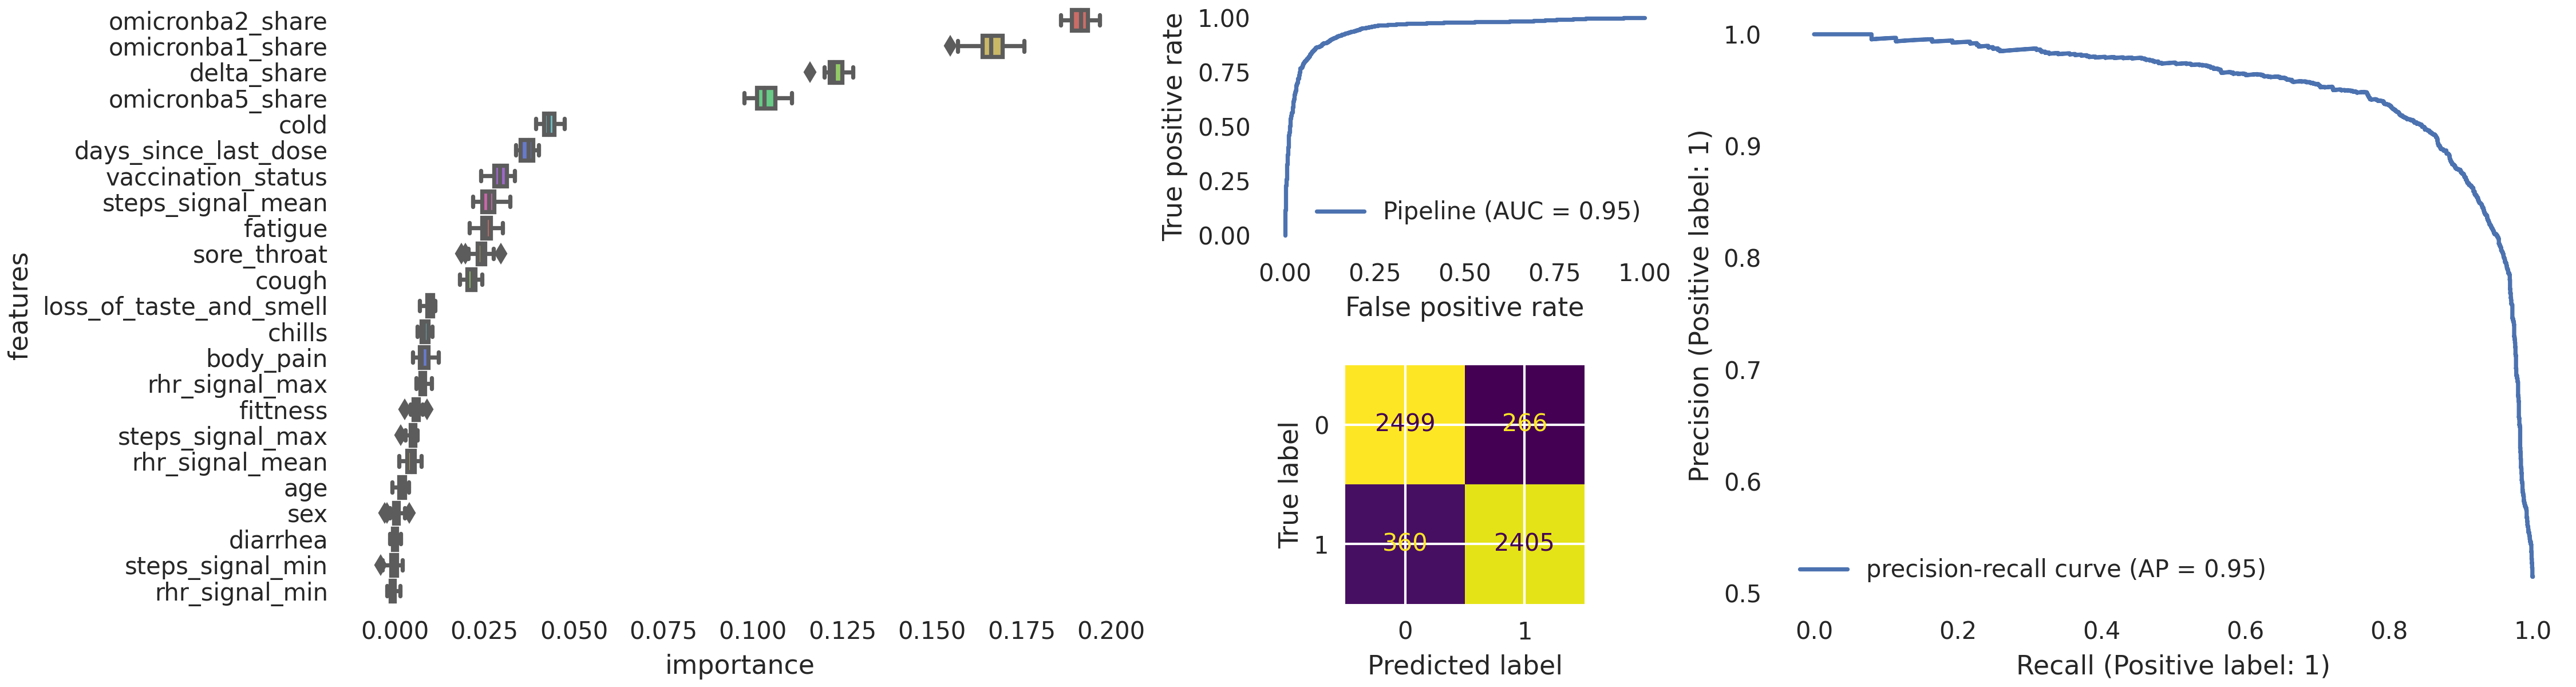 features
omicronba2_share
omicronba1_share
delta_share
omicronba5_share
cold
days_since_last_dose
vaccination_status
steps_signal_mean
fatigue
sore_throat
cough
loss_of_taste_and_smell
chills
body_pain
rhr_signal_max
fittness
steps_signal_max
rhr_signal_mean
age
sex
diarrhea
steps_signal_min
rhr_signal_min
0.000 0.025 0.050 0.075 0.100 0.125 0.150 0.175 0.200
importance
True positive rate
1.00
0.75
0.50
0.25
0.00
Pipeline (AUC = 0.95)
0.00 0.25 0.50 0.75 1.00
False positive rate
True label
0
1
2499 266
360 2405
0 1
Predicted label
Precision (Positive label: 1)
1.0
0.9
0.8
0.7
0.6
0.5
precision-recall curve (AP = 0.95)
0.0 0.2 0.4 0.6 0.8 1.0
Recall (Positive label: 1)